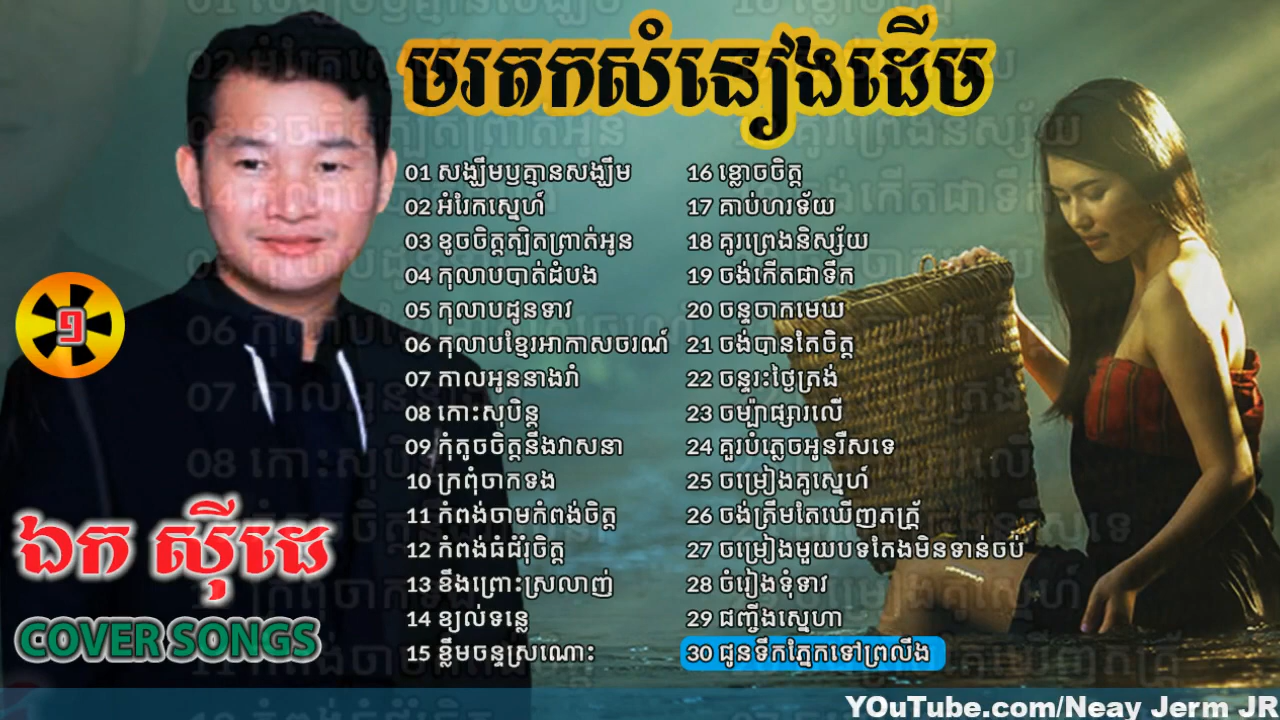 មរតកសំនៀងដើម
01 សង្ឃឹមឫគ្មានសង្ឃឹម
02 អំរែកស្នេហ៍
03 ខូចចិត្តត្បិតព្រាត់អូន
04 កុលាបបាត់ដំបង
05 កុលាបដូនទាវ
06 កុលាបខ្មែរអាកាសចរណ៍
07 កាលអូននាងរាំ
08 កោះសុបិន្ត
09 កុំតូចចិត្តនឹងវាសនា
10 ក្រពុំចាកទង
11 កំពង់ចាមកំពង់ចិត្ត
12 កំពង់ធំជំរុំចិត្ត
13 ខឹងព្រោះស្រលាញ់
14 ខ្យល់ទន្លេ
15 ខ្លឹមចន្ទស្រណោះ
16 ខ្លោចចិត្ត
17 គាប់ហរទ័យ
18 គូរព្រេងនិស្ស័យ
19 ចង់កើតជាទឹក
20 ចន្ទចាកមេឃ
21 ចង់បានតែចិត្ត
22 ចន្ទរះថ្ងៃត្រង់
23 ចម្ប៉ាផ្សារលើ
24 គួរបំភ្លេចអូនរឺសទេ
25 ចម្រៀងគូស្នេហ៍
26 ចង់ត្រឹមតែឃើញភក្ត្រ័
27 ចម្រៀងមួយបទតែងមិនទាន់ចប់
28 ចំរៀងទុំទាវ
29 ជញ្ជីងស្នេហា
30 ជូនទឹកភ្នែកទៅព្រលឹង
១
ឯក ស៊ីដេ
COVER SONGS
YOuTube.com/Neay Jerm JR